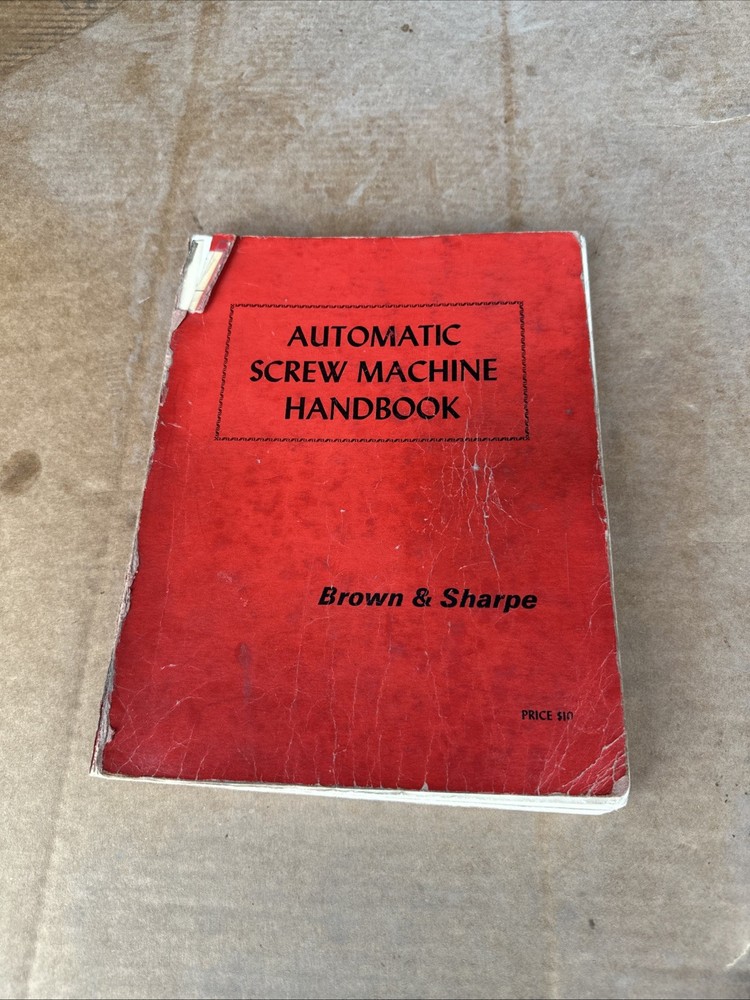 AUTOMATIC
SCREW MACHINE
HANDBOOK
Brown & Sharpe
PRICE $10